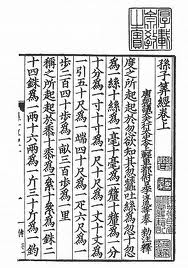 孫子算經卷上
唐朝議大夫行太史令上輕車都尉臣李淳風等奉 勅注釋
度之所起起於忽欲知其忽蠶吐絲為忽十忽
為一絲十絲為一毫十毫為一氂十氂為一分
十分為一寸十寸為一尺十尺為一丈十丈為
一引五十尺為一端四十尺為一疋六尺為一
步二百四十步為一畝三百步為一里
稱之所起起於黍十黍為一絫十絫為一銖二
十四銖為一兩十六兩為一斤三十斤為一鈞